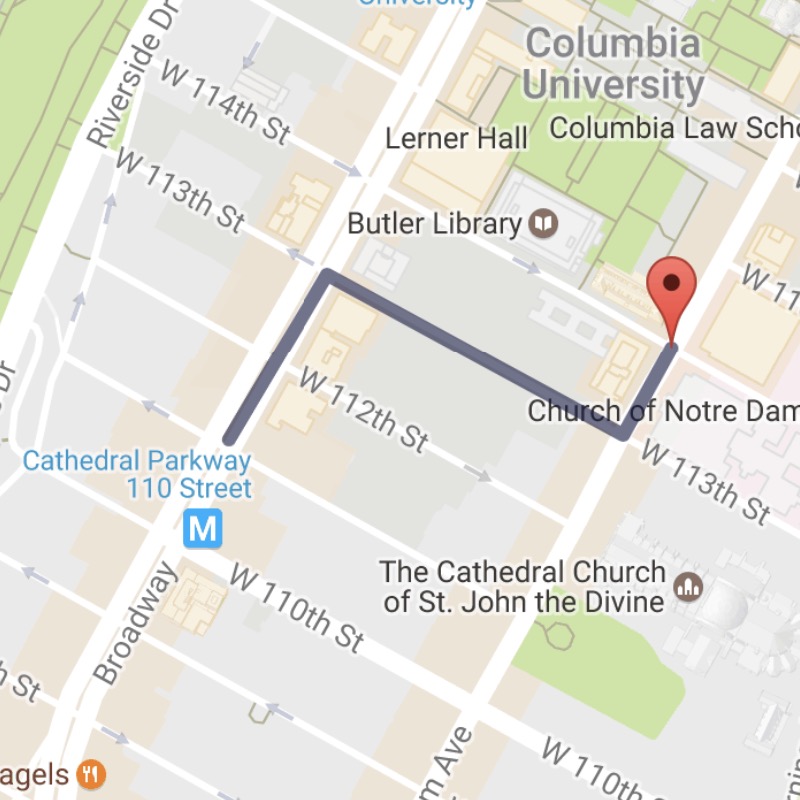 University
Columbia
University
Riverside Dr
W 114th St
Lerner Hall
Columbia Law Scho
W 113th St
Butler Library
W 11
Dr
W 112th St
Church of Notre Dam
Cathedral Parkway
110 Street
M
W 113th St
The Cathedral Church
of St. John the Divine
W 110th St
Broadway
h St
m Ave
W 110th S
agels